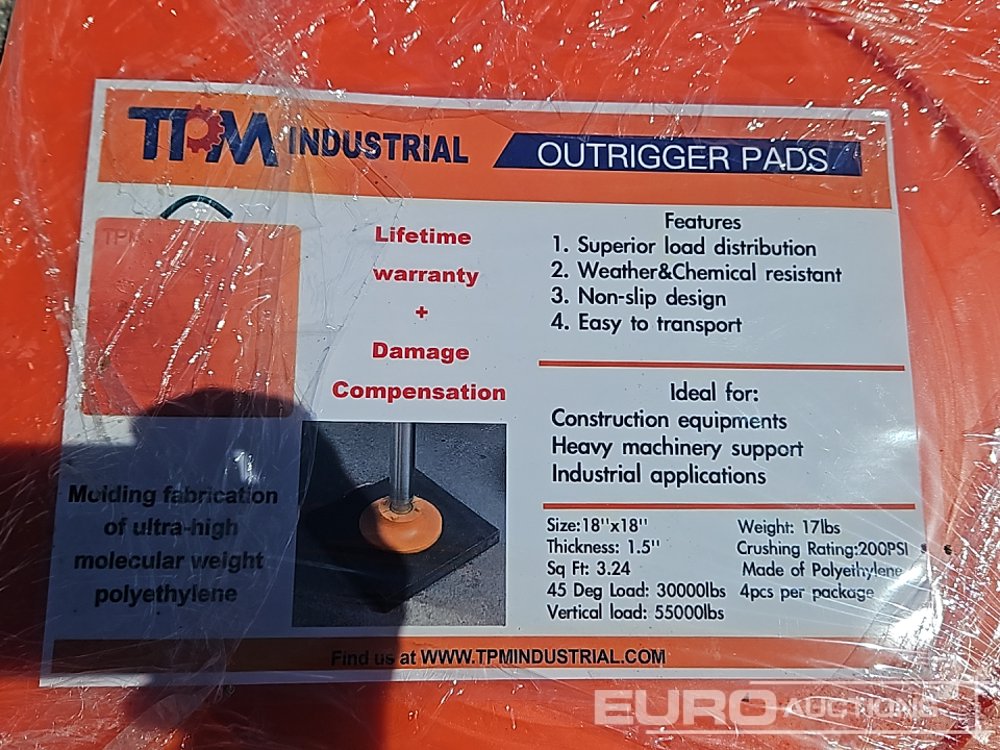 TPM INDUSTRIAL
OUTRIGGER PADS
TPM
Lifetime
warranty
+
Damage
Compensation
Molding fabrication
of ultra-high
molecular weight
polyethylene
Features
1. Superior load distribution
2. Weather&Chemical resistant
3. Non-slip design
4. Easy to transport
Ideal for:
Construction equipments
Heavy machinery support
Industrial applications
Size:18''x18''
Thickness: 1.5''
Sq Ft: 3.24
45 Deg Load: 30000lbs
Vertical load: 55000lbs
Weight: 17lbs
Crushing Rating:200PSI
Made of Polyethylene
4pcs per package
Find us at WWW.TPMINDUSTRIAL.COM
EURO AUCTIONS